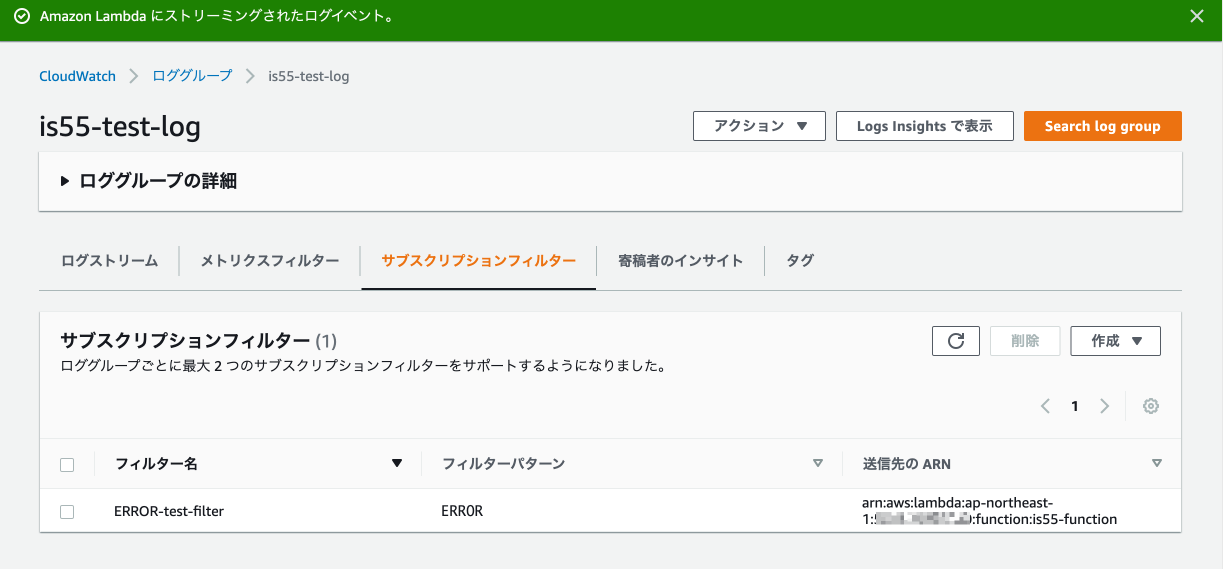 Amazon Lambda にストリーミングされたログイベント。
CloudWatch ロググループ is55-test-log
is55-test-log
アクション Logs Insights で表示 Search log group
ロググループの詳細
ログストリーム メトリクスフィルター サブスクリプションフィルター 寄稿者のインサイト タグ
サブスクリプションフィルター (1)
削除 作成
ロググループごとに最大 2 つのサブスクリプションフィルターをサポートするようになりました。
1
フィルター名 フィルターパターン 送信先の ARN
ERROR-test-filter ERROR arn:aws:lambda:ap-northeast-
1: :function:is55-function